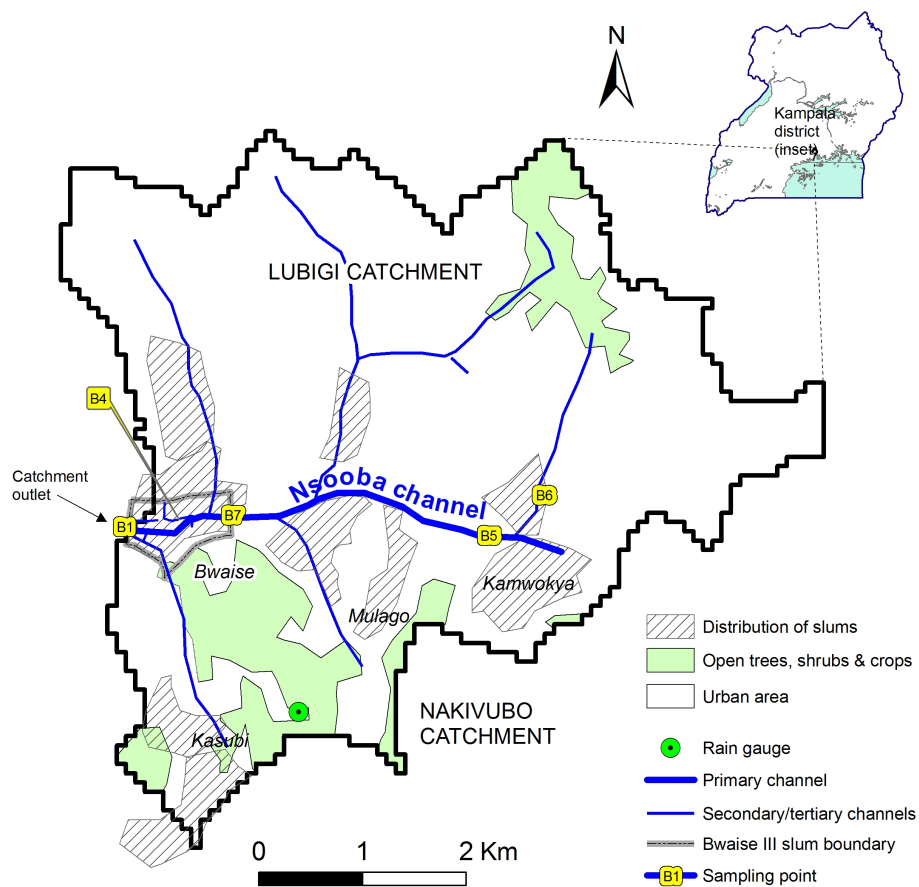 N
Kampala
district
(inset)
LUBIGI CATCHMENT
B4
Catchment
outlet
Nsooba channel
B1
B7
B6
B5
Bwaise
Kamwokya
Mulago
Kasubi
NAKIVUBO
CATCHMENT
Distribution of slums
Open trees, shrubs & crops
Urban area
Rain gauge
Primary channel
Secondary/tertiary channels
Bwaise III slum boundary
B1 Sampling point
0 1 2 Km